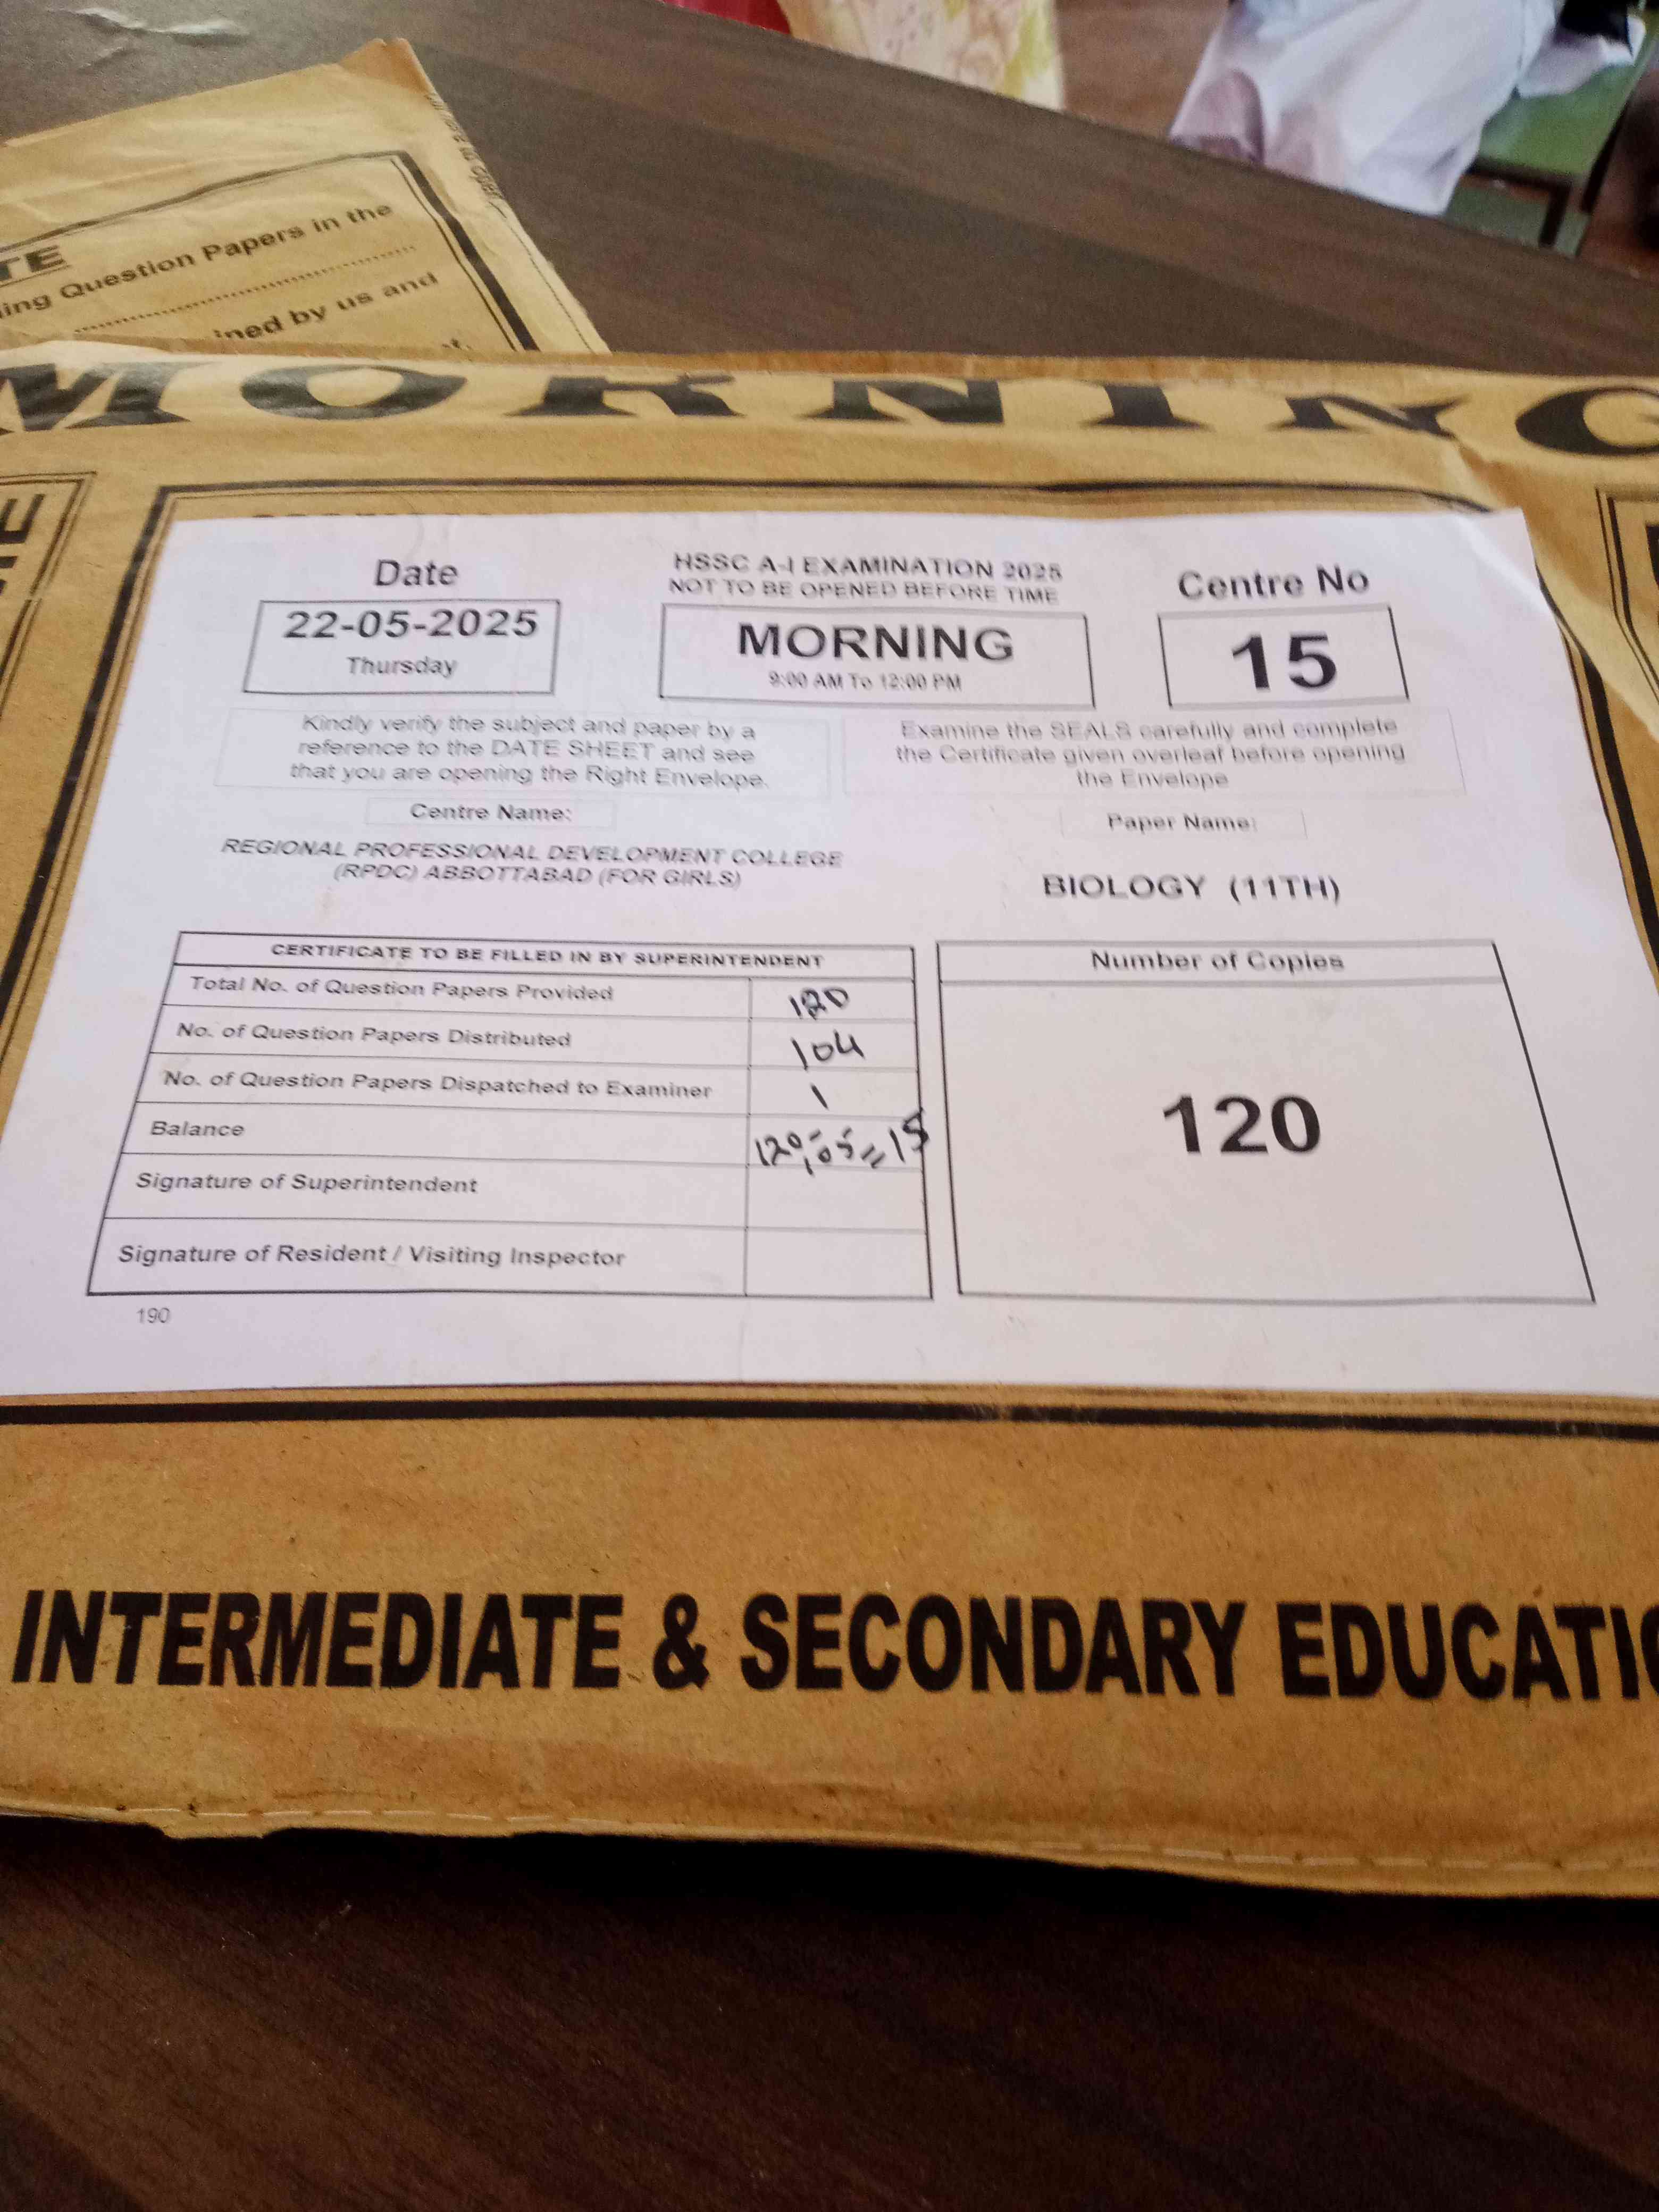 TE
ing Question Papers in the
ined by us and
MORNING
Date
22-05-2025
Thursday
HSSC A-I EXAMINATION 2025
NOT TO BE OPENED BEFORE TIME
MORNING
9:00 AM To 12:00 PM
Centre No
15
Kindly verify the subject and paper by a
reference to the DATE SHEET and see
that you are opening the Right Envelope.
Examine the SEALS carefully and complete
the Certificate given overleaf before opening
the Envelope
Centre Name:
REGIONAL PROFESSIONAL DEVELOPMENT COLLEGE
(RPDC) ABBOTTABAD (FOR GIRLS)
Paper Name:
BIOLOGY (11TH)
CERTIFICATE TO BE FILLED IN BY SUPERINTENDENT
Total No. of Question Papers Provided 120
No. of Question Papers Distributed 104
No. of Question Papers Dispatched to Examiner 1
Balance 120-105=15
Signature of Superintendent
Signature of Resident / Visiting Inspector
190
Number of Copies
120
INTERMEDIATE & SECONDARY EDUCATIO